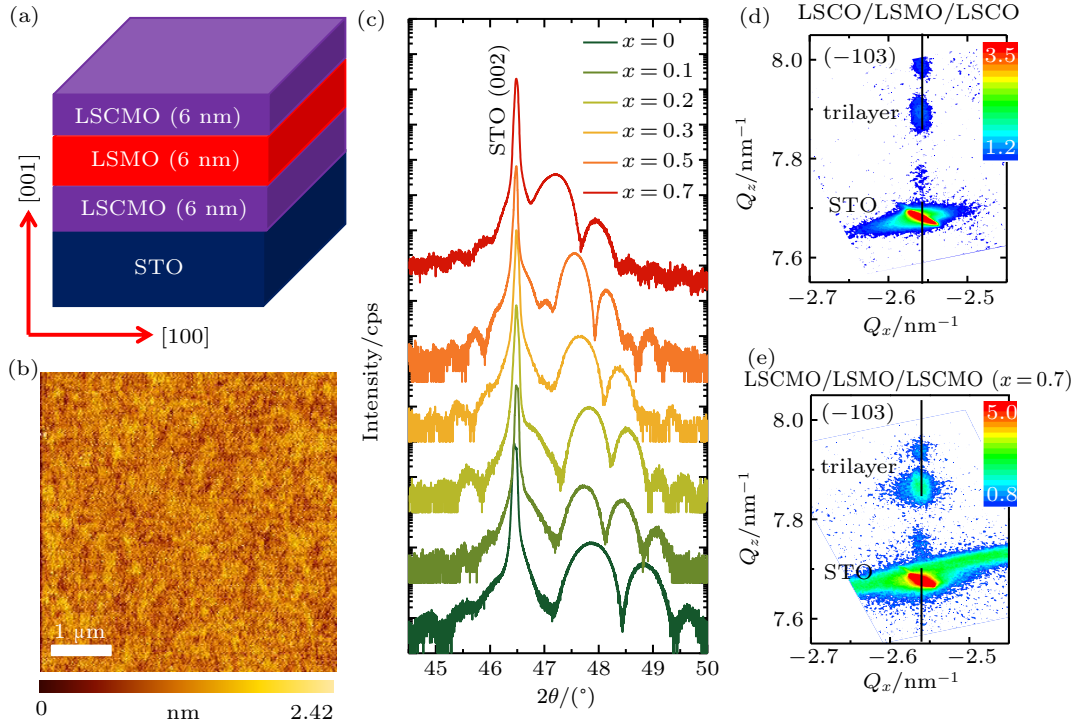 (a)
LSCMO (6 nm)
LSMO (6 nm)
LSCMO (6 nm)
STO
[001]
[100]
(b)
1 μm
0 nm 2.42
(c)
STO (002)
x = 0
x = 0.1
x = 0.2
x = 0.3
x = 0.5
x = 0.7
Intensity/cps
45 46 47 48 49 50
2θ/(°)
(d)
LSCO/LSMO/LSCO
(−103)
3.5
1.2
trilayer
STO
8.0
7.8
7.6
Qz/nm⁻¹
−2.7 −2.6 −2.5
Qx/nm⁻¹
(e)
LSCMO/LSMO/LSCMO (x = 0.7)
(−103)
5.0
0.8
trilayer
STO
8.0
7.8
7.6
Qz/nm⁻¹
−2.7 −2.6 −2.5
Qx/nm⁻¹